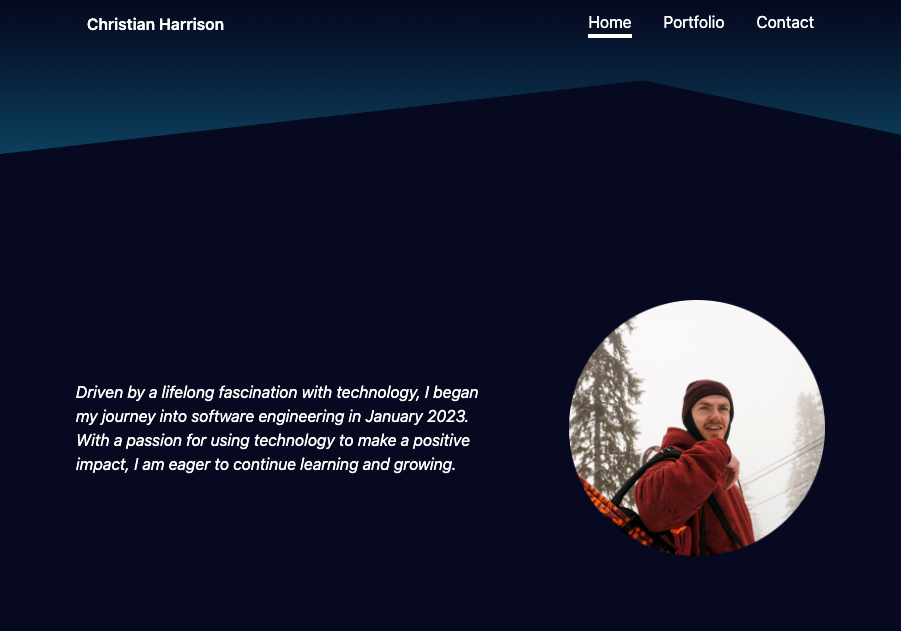 Christian Harrison
Home Portfolio Contact
Driven by a lifelong fascination with technology, I began
my journey into software engineering in January 2023.
With a passion for using technology to make a positive
impact, I am eager to continue learning and growing.